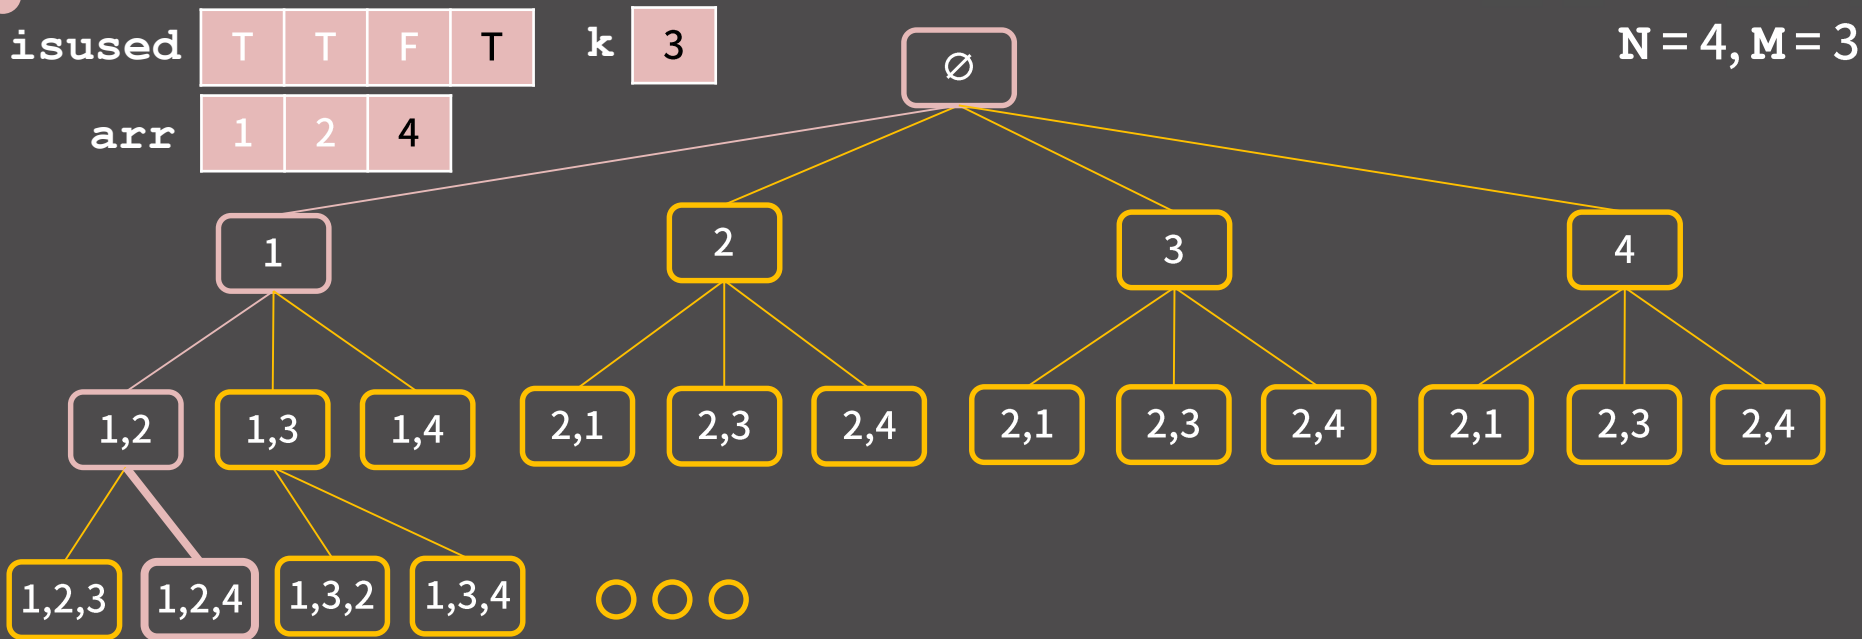 isused T T F T k 3 N = 4, M = 3
arr 1 2 4
∅
1 2 3 4
1,2 1,3 1,4 2,1 2,3 2,4 2,1 2,3 2,4 2,1 2,3 2,4
1,2,3 1,2,4 1,3,2 1,3,4